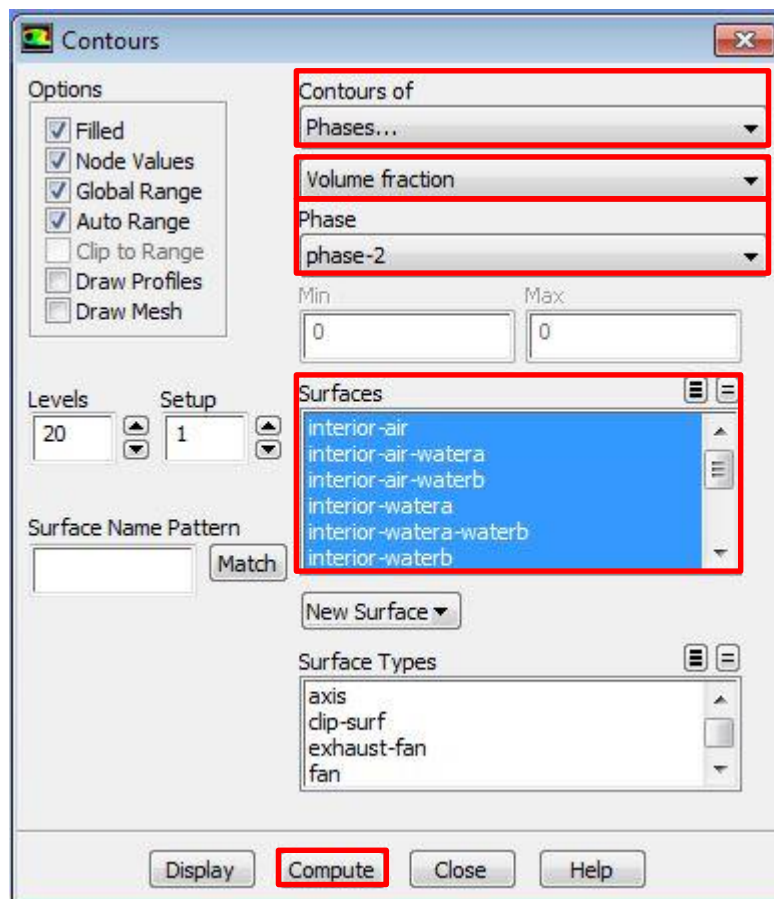 Contours
Options
Filled
Node Values
Global Range
Auto Range
Clip to Range
Draw Profiles
Draw Mesh
Levels Setup
20 1
Surface Name Pattern
Match
Contours of
Phases...
Volume fraction
Phase
phase-2
Min Max
0 0
Surfaces
interior-air
interior-air-watera
interior-air-waterb
interior-watera
interior-watera-waterb
interior-waterb
New Surface
Surface Types
axis
clip-surf
exhaust-fan
fan
Display Compute Close Help